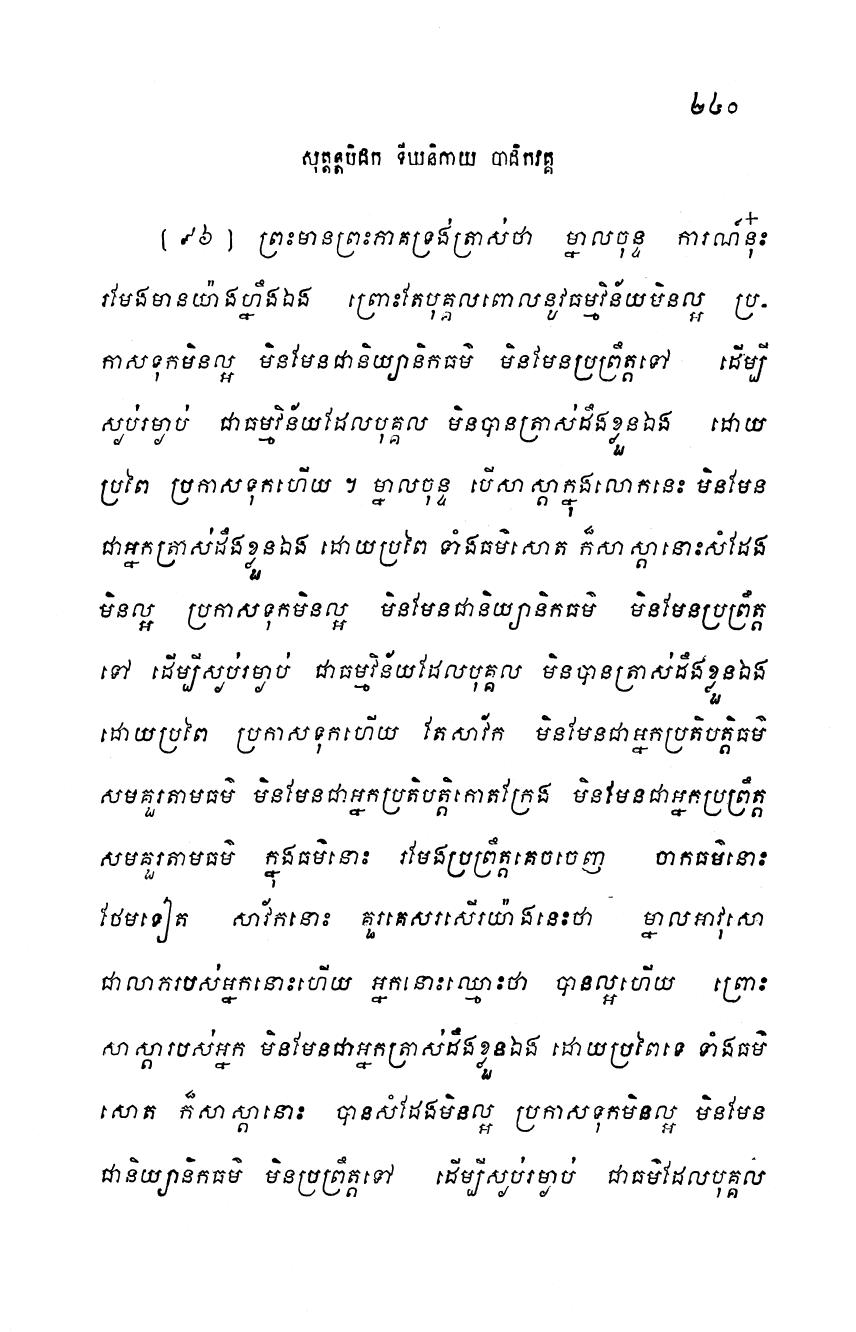 ២៤០
សុត្តន្តបិដក ទីឃនិកាយ បាដិកវគ្គ
(៩៦) ព្រះមានព្រះភាគទ្រង់ត្រាស់ថា ម្នាលចុន្ទ ការណ៍នុ៎ះ
រមែងមានយ៉ាងហ្នឹងឯង ព្រោះតែបុគ្គលពោលនូវធម្មវិន័យមិនល្អ ប្រ-
កាសទុកមិនល្អ មិនមែនជានិយ្យានិកធម៌ មិនមែនប្រព្រឹត្តទៅ ដើម្បី
ស្ងប់រម្ងាប់ ជាធម្មវិន័យដែលបុគ្គល មិនបានត្រាស់ដឹងខ្លួនឯង ដោយ
ប្រពៃ ប្រកាសទុកហើយ ។ ម្នាលចុន្ទ បើសាស្តាក្នុងលោកនេះ មិនមែន
ជាអ្នកត្រាស់ដឹងខ្លួនឯង ដោយប្រពៃ ទាំងធម៌សោត ក៏សាស្តានោះសំដែង
មិនល្អ ប្រកាសទុកមិនល្អ មិនមែនជានិយ្យានិកធម៌ មិនមែនប្រព្រឹត្ត
ទៅ ដើម្បីស្ងប់រម្ងាប់ ជាធម្មវិន័យដែលបុគ្គល មិនបានត្រាស់ដឹងខ្លួនឯង
ដោយប្រពៃ ប្រកាសទុកហើយ តែសាវ័ក មិនមែនជាអ្នកប្រតិបត្តិធម៌
សមគួរតាមធម៌ មិនមែនជាអ្នកប្រតិបត្តិកោតក្រែង មិនមែនជាអ្នកប្រព្រឹត្ត
សមគួរតាមធម៌ ក្នុងធម៌នោះ រមែងប្រព្រឹត្តគេចចេញ ចាកធម៌នោះ
ថែមទៀត សាវ័កនោះ គួរគេសរសើរយ៉ាងនេះថា ម្នាលអាវុសោ
ជាលាភរបស់អ្នកនោះហើយ អ្នកនោះឈ្មោះថា បានល្អហើយ ព្រោះ
សាស្តារបស់អ្នក មិនមែនជាអ្នកត្រាស់ដឹងខ្លួនឯង ដោយប្រពៃទេ ទាំងធម៌
សោត ក៏សាស្តានោះ បានសំដែងមិនល្អ ប្រកាសទុកមិនល្អ មិនមែន
ជានិយ្យានិកធម៌ មិនប្រព្រឹត្តទៅ ដើម្បីស្ងប់រម្ងាប់ ជាធម៌ដែលបុគ្គល